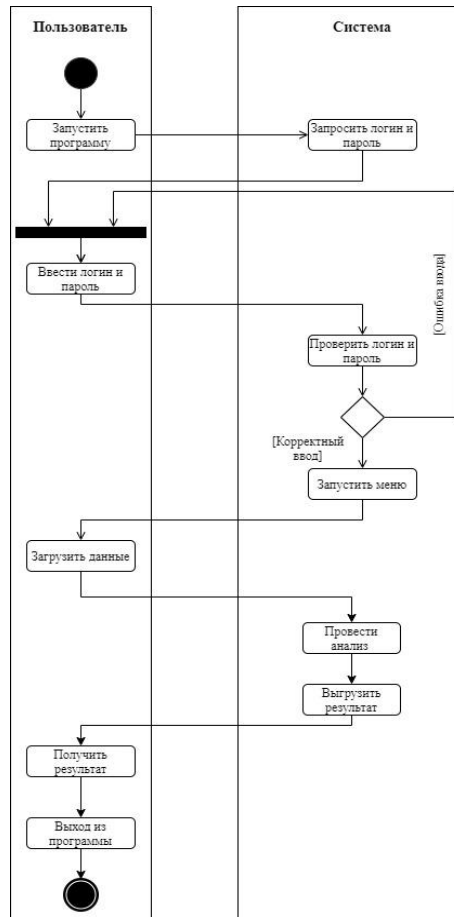 Пользователь
Система
Запустить
программу
Запросить логин и
пароль
Ввести логин и
пароль
[Ошибка ввода]
Проверить логин и
пароль
[Корректный
ввод]
Запустить меню
Загрузить данные
Провести
анализ
Выгрузить
результат
Получить
результат
Выход из
программы